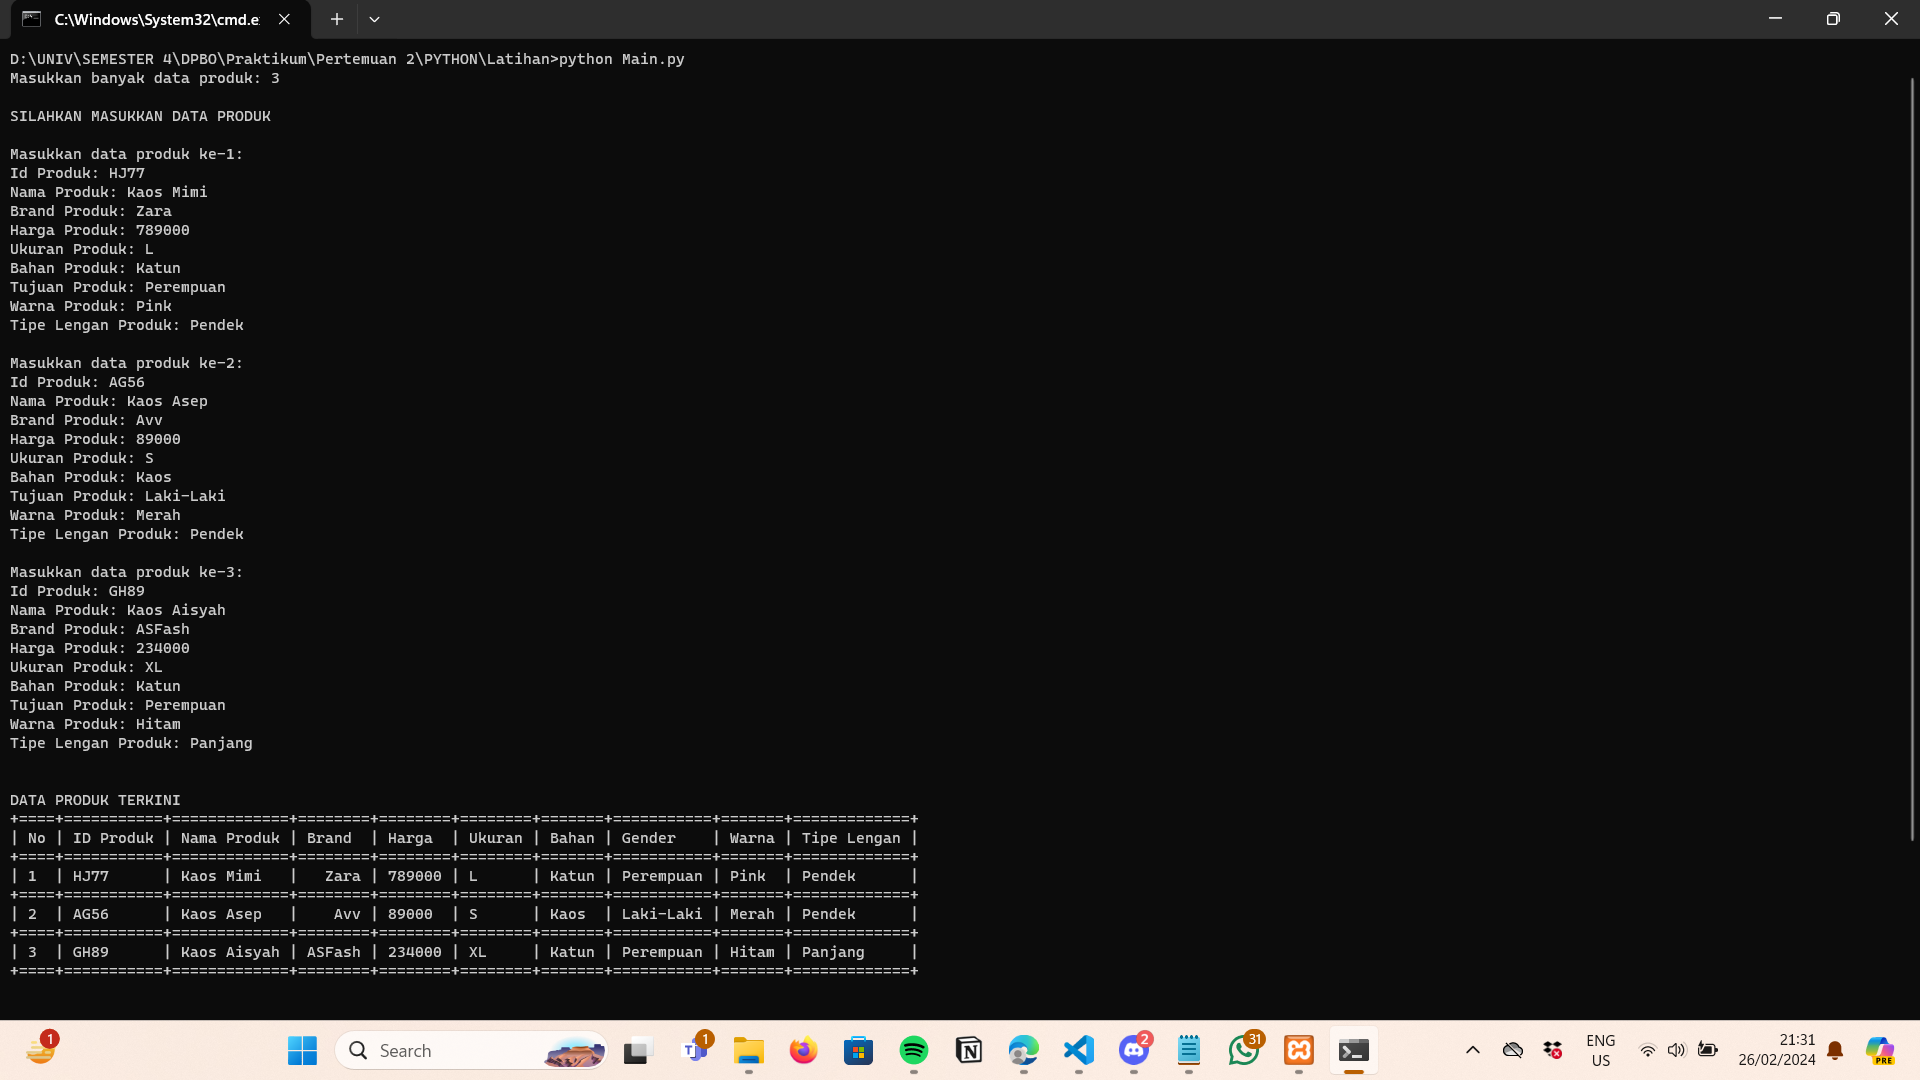 C:\Windows\System32\cmd.e
D:\UNIV\SEMESTER 4\DPBO\Praktikum\Pertemuan 2\PYTHON\Latihan>python Main.py
Masukkan banyak data produk: 3
SILAHKAN MASUKKAN DATA PRODUK
Masukkan data produk ke-1:
Id Produk: HJ77
Nama Produk: Kaos Mimi
Brand Produk: Zara
Harga Produk: 789000
Ukuran Produk: L
Bahan Produk: Katun
Tujuan Produk: Perempuan
Warna Produk: Pink
Tipe Lengan Produk: Pendek
Masukkan data produk ke-2:
Id Produk: AG56
Nama Produk: Kaos Asep
Brand Produk: Avv
Harga Produk: 89000
Ukuran Produk: S
Bahan Produk: Kaos
Tujuan Produk: Laki-Laki
Warna Produk: Merah
Tipe Lengan Produk: Pendek
Masukkan data produk ke-3:
Id Produk: GH89
Nama Produk: Kaos Aisyah
Brand Produk: ASFash
Harga Produk: 234000
Ukuran Produk: XL
Bahan Produk: Katun
Tujuan Produk: Perempuan
Warna Produk: Hitam
Tipe Lengan Produk: Panjang
DATA PRODUK TERKINI
+====+===========+=============+========+========+========+=======+===========+=======+=============+
| No | ID Produk | Nama Produk | Brand  | Harga  | Ukuran | Bahan | Gender    | Warna | Tipe Lengan |
+====+===========+=============+========+========+========+=======+===========+=======+=============+
| 1  | HJ77      | Kaos Mimi   |   Zara | 789000 | L      | Katun | Perempuan | Pink  | Pendek      |
+====+===========+=============+========+========+========+=======+===========+=======+=============+
| 2  | AG56      | Kaos Asep   |    Avv | 89000  | S      | Kaos  | Laki-Laki | Merah | Pendek      |
+====+===========+=============+========+========+========+=======+===========+=======+=============+
| 3  | GH89      | Kaos Aisyah | ASFash | 234000 | XL     | Katun | Perempuan | Hitam | Panjang     |
+====+===========+=============+========+========+========+=======+===========+=======+=============+
1
Search
1
2
31
ENG
US
21:31
26/02/2024
PRE